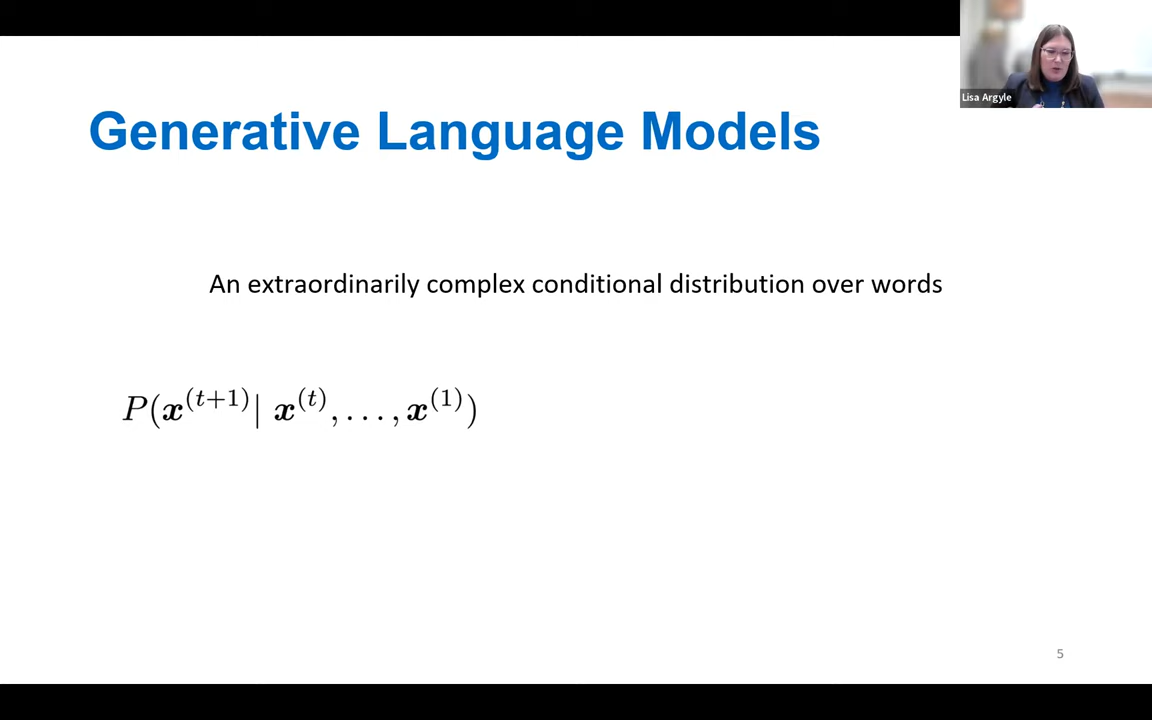 Lisa Argyle
Generative Language Models
An extraordinarily complex conditional distribution over words
P(x^(t+1)| x^(t), . . . , x^(1))
5